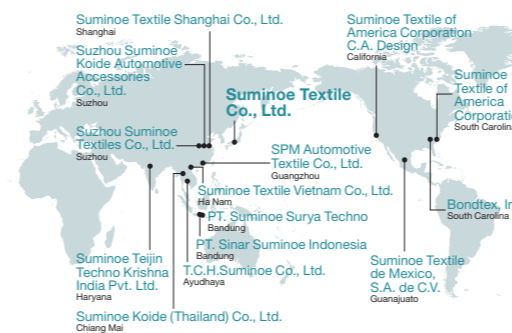 Suminoe Textile Shanghai Co., Ltd.
Shanghai
Suzhou Suminoe
Koide Automotive
Accessories
Co., Ltd.
Suzhou
Suzhou Suminoe
Textiles Co., Ltd.
Suzhou
Suminoe Textile
Co., Ltd.
SPM Automotive
Textile Co., Ltd.
Guangzhou
Suminoe Textile Vietnam Co., Ltd.
Ha Nam
PT. Suminoe Surya Techno
Bandung
PT. Sinar Suminoe Indonesia
Bandung
T.C.H.Suminoe Co., Ltd.
Ayudhaya
Suminoe Teijin
Techno Krishna
India Pvt. Ltd.
Haryana
Suminoe Koide (Thailand) Co., Ltd.
Chiang Mai
Suminoe Textile of
America Corporation
C.A. Design
California
Suminoe
Textile of
America
Corporati
South Carolina
Bondtex, In
South Carolina
Suminoe Textile
de Mexico,
S.A. de C.V.
Guanajuato